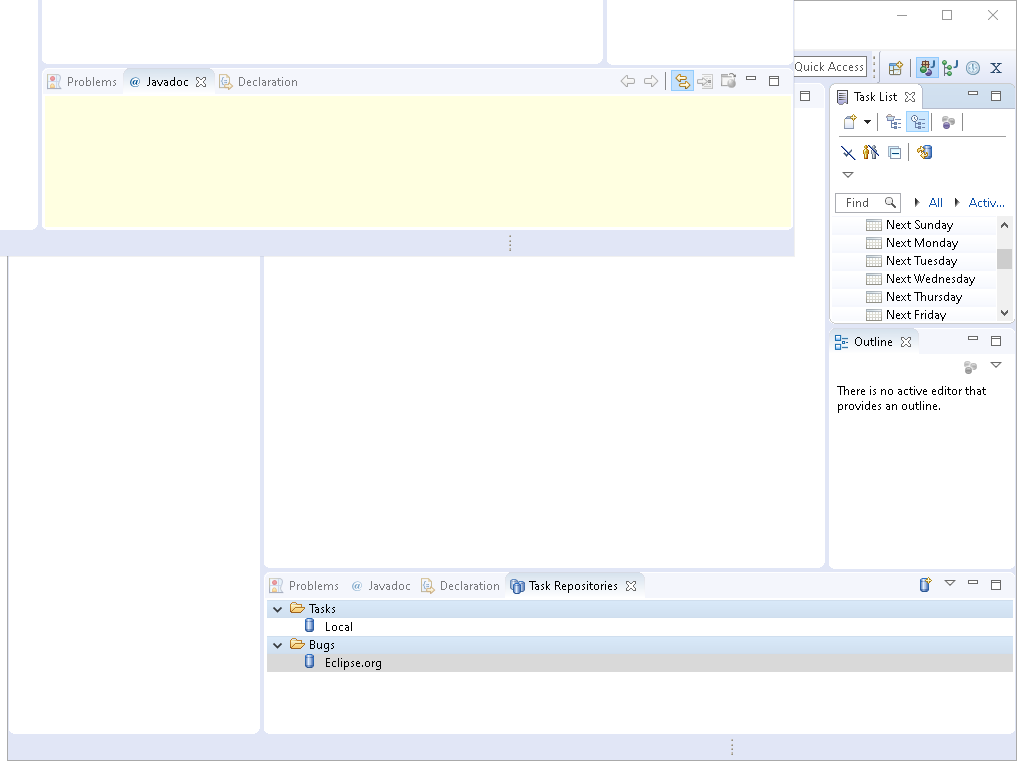 Problems @ Javadoc Declaration
Quick Access
Task List
Find All Activ...
Next Sunday
Next Monday
Next Tuesday
Next Wednesday
Next Thursday
Next Friday
Outline
There is no active editor that
provides an outline.
Problems @ Javadoc Declaration Task Repositories
Tasks
Local
Bugs
Eclipse.org